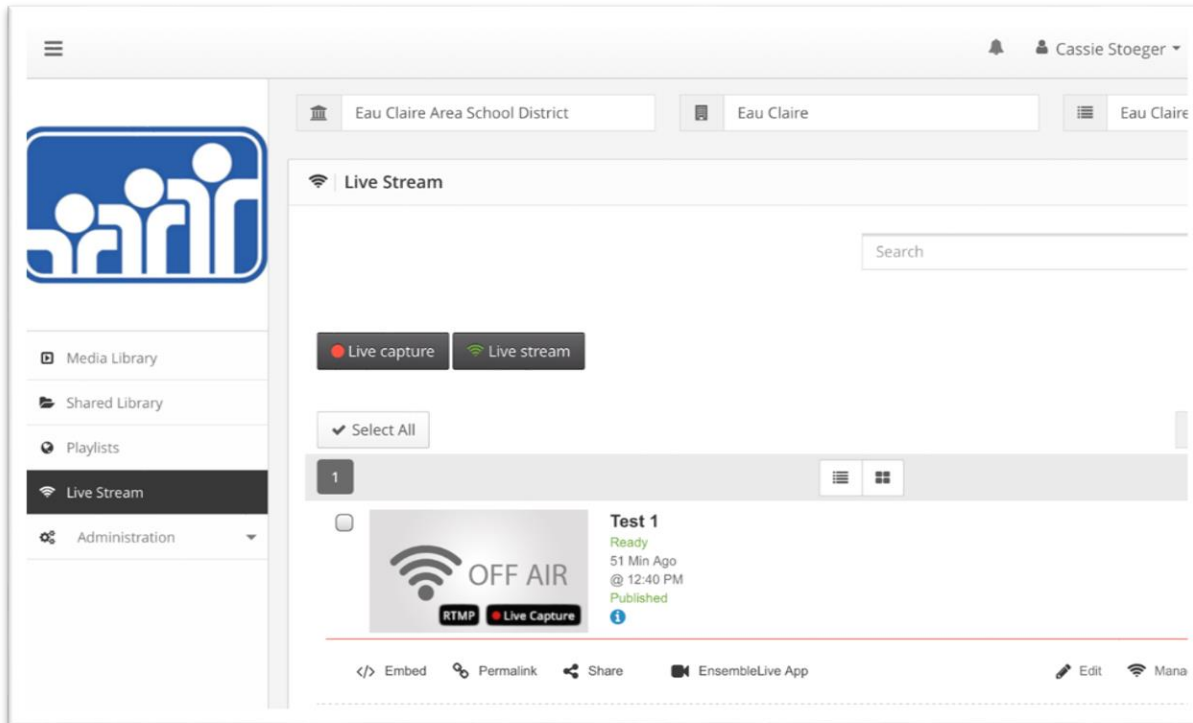 Cassie Stoeger
Eau Claire Area School District
Eau Claire
Eau Claire
Live Stream
Search
Live capture
Live stream
Select All
1
Media Library
Shared Library
Playlists
Live Stream
Administration
Test 1
Ready
51 Min Ago
@ 12:40 PM
Published
OFF AIR
RTMP
Live Capture
</> Embed
Permalink
Share
EnsembleLive App
Edit
Mana